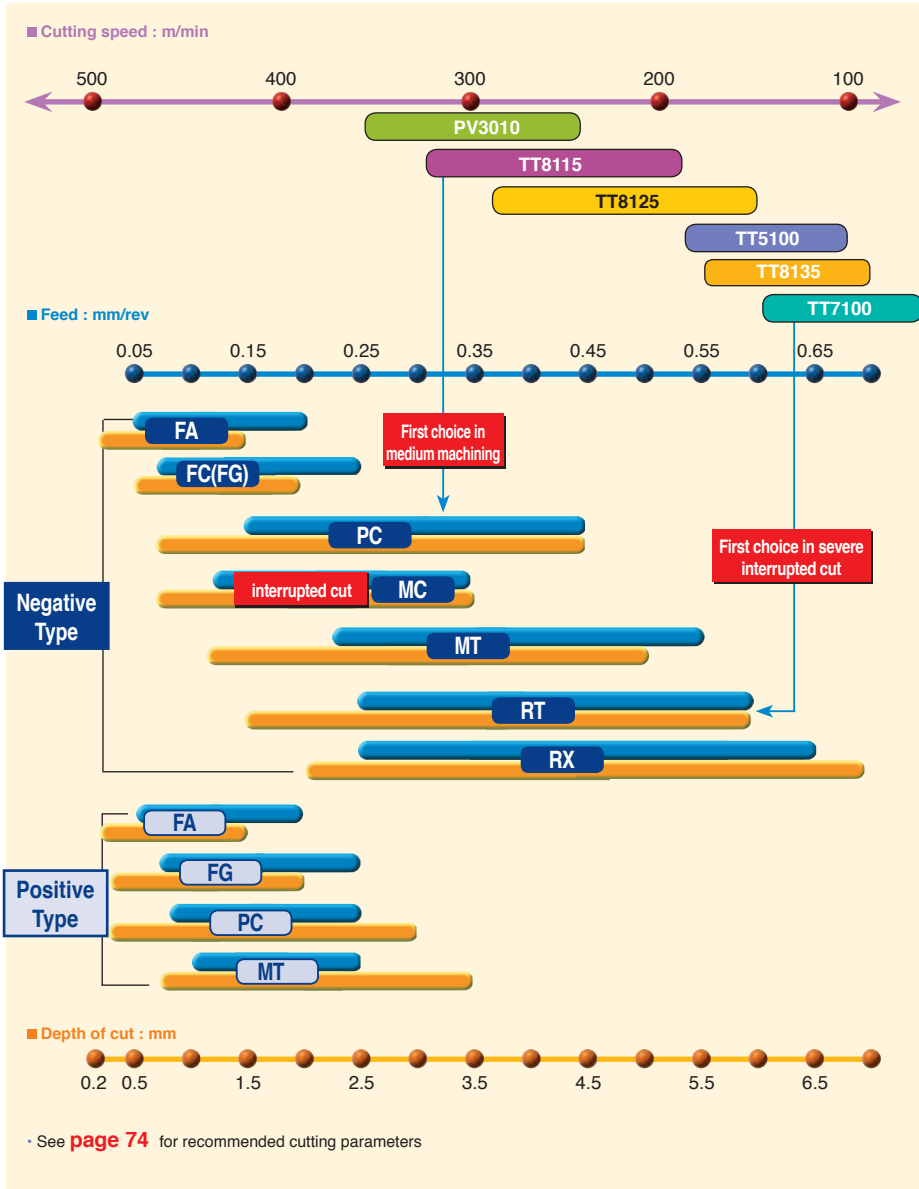 Cutting speed : m/min
500 400 300 200 100
PV3010
TT8115
TT8125
TT5100
TT8135
TT7100
Feed : mm/rev
0.05 0.15 0.25 0.35 0.45 0.55 0.65
First choice in
medium machining
First choice in severe
interrupted cut
Negative
Type
FA
FC(FG)
PC
interrupted cut MC
MT
RT
RX
Positive
Type
FA
FG
PC
MT
Depth of cut : mm
0.2 0.5 1.5 2.5 3.5 4.5 5.5 6.5
• See page 74 for recommended cutting parameters